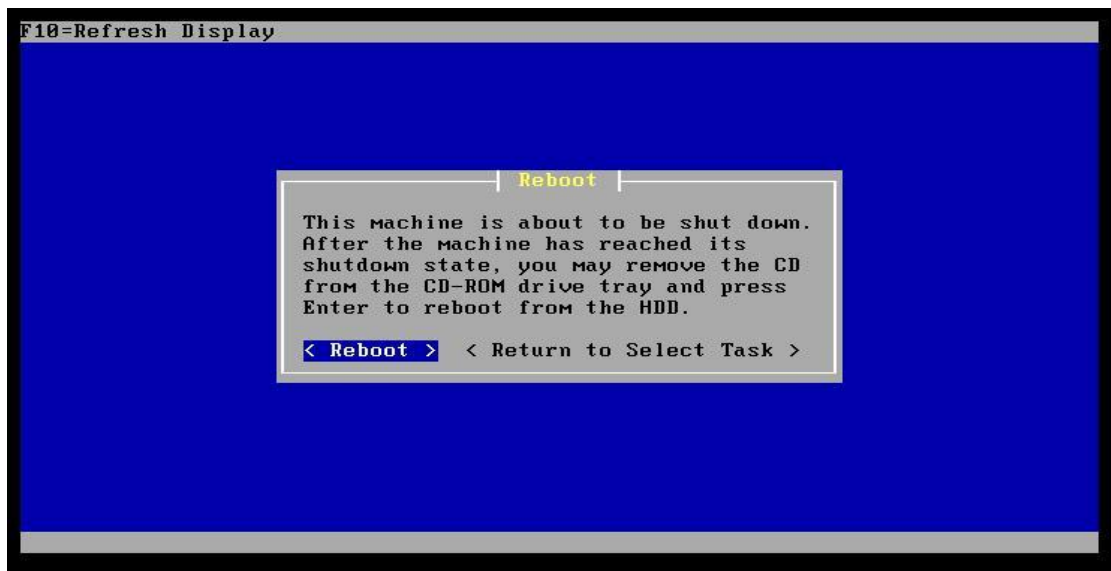 F10=Refresh Display
Reboot
This machine is about to be shut down.
After the machine has reached its
shutdown state, you may remove the CD
from the CD-ROM drive tray and press
Enter to reboot from the HDD.
< Reboot > < Return to Select Task >